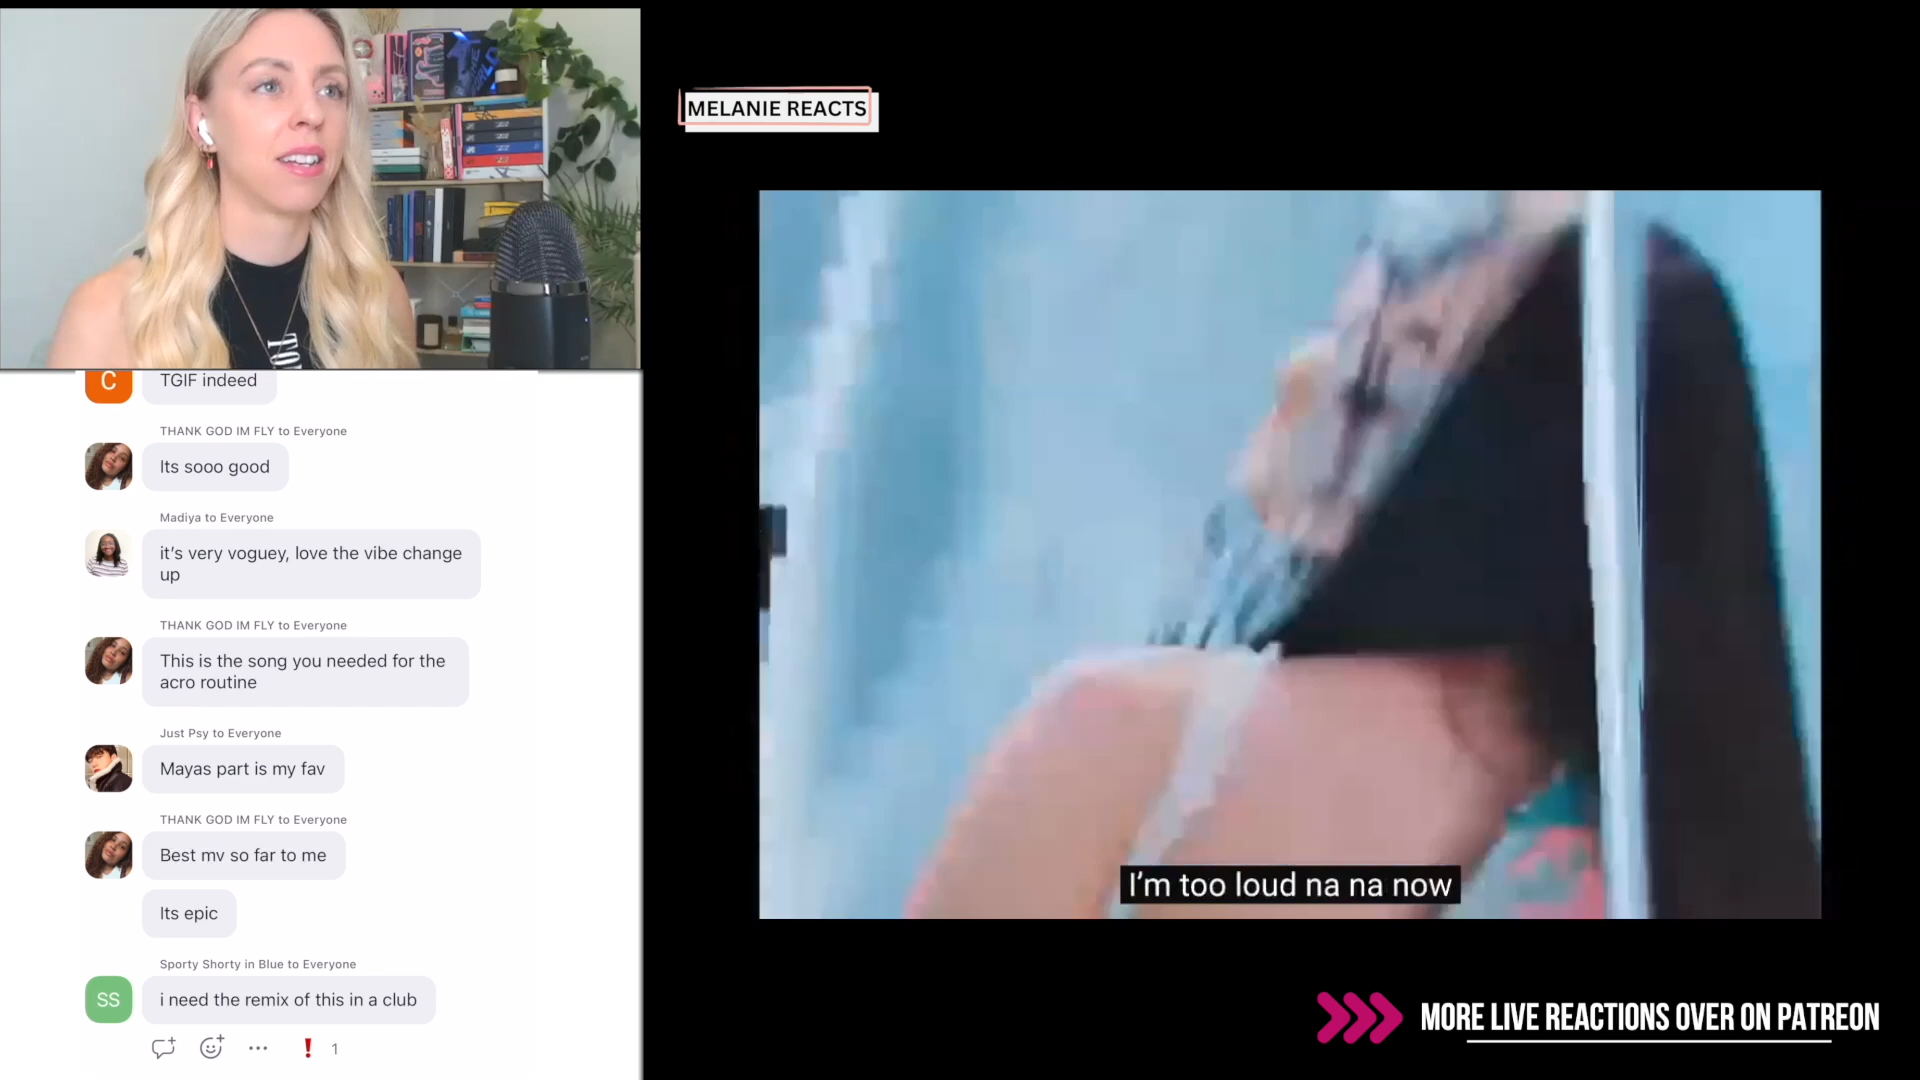 TOU
MELANIE REACTS
C
TGIF indeed
THANK GOD IM FLY to Everyone
Its sooo good
Madiya to Everyone
it's very voguey, love the vibe change
up
THANK GOD IM FLY to Everyone
This is the song you needed for the
acro routine
Just Psy to Everyone
Mayas part is my fav
THANK GOD IM FLY to Everyone
Best mv so far to me
Its epic
Sporty Shorty in Blue to Everyone
SS
i need the remix of this in a club
1
I'm too loud na na now
MORE LIVE REACTIONS OVER ON PATREON